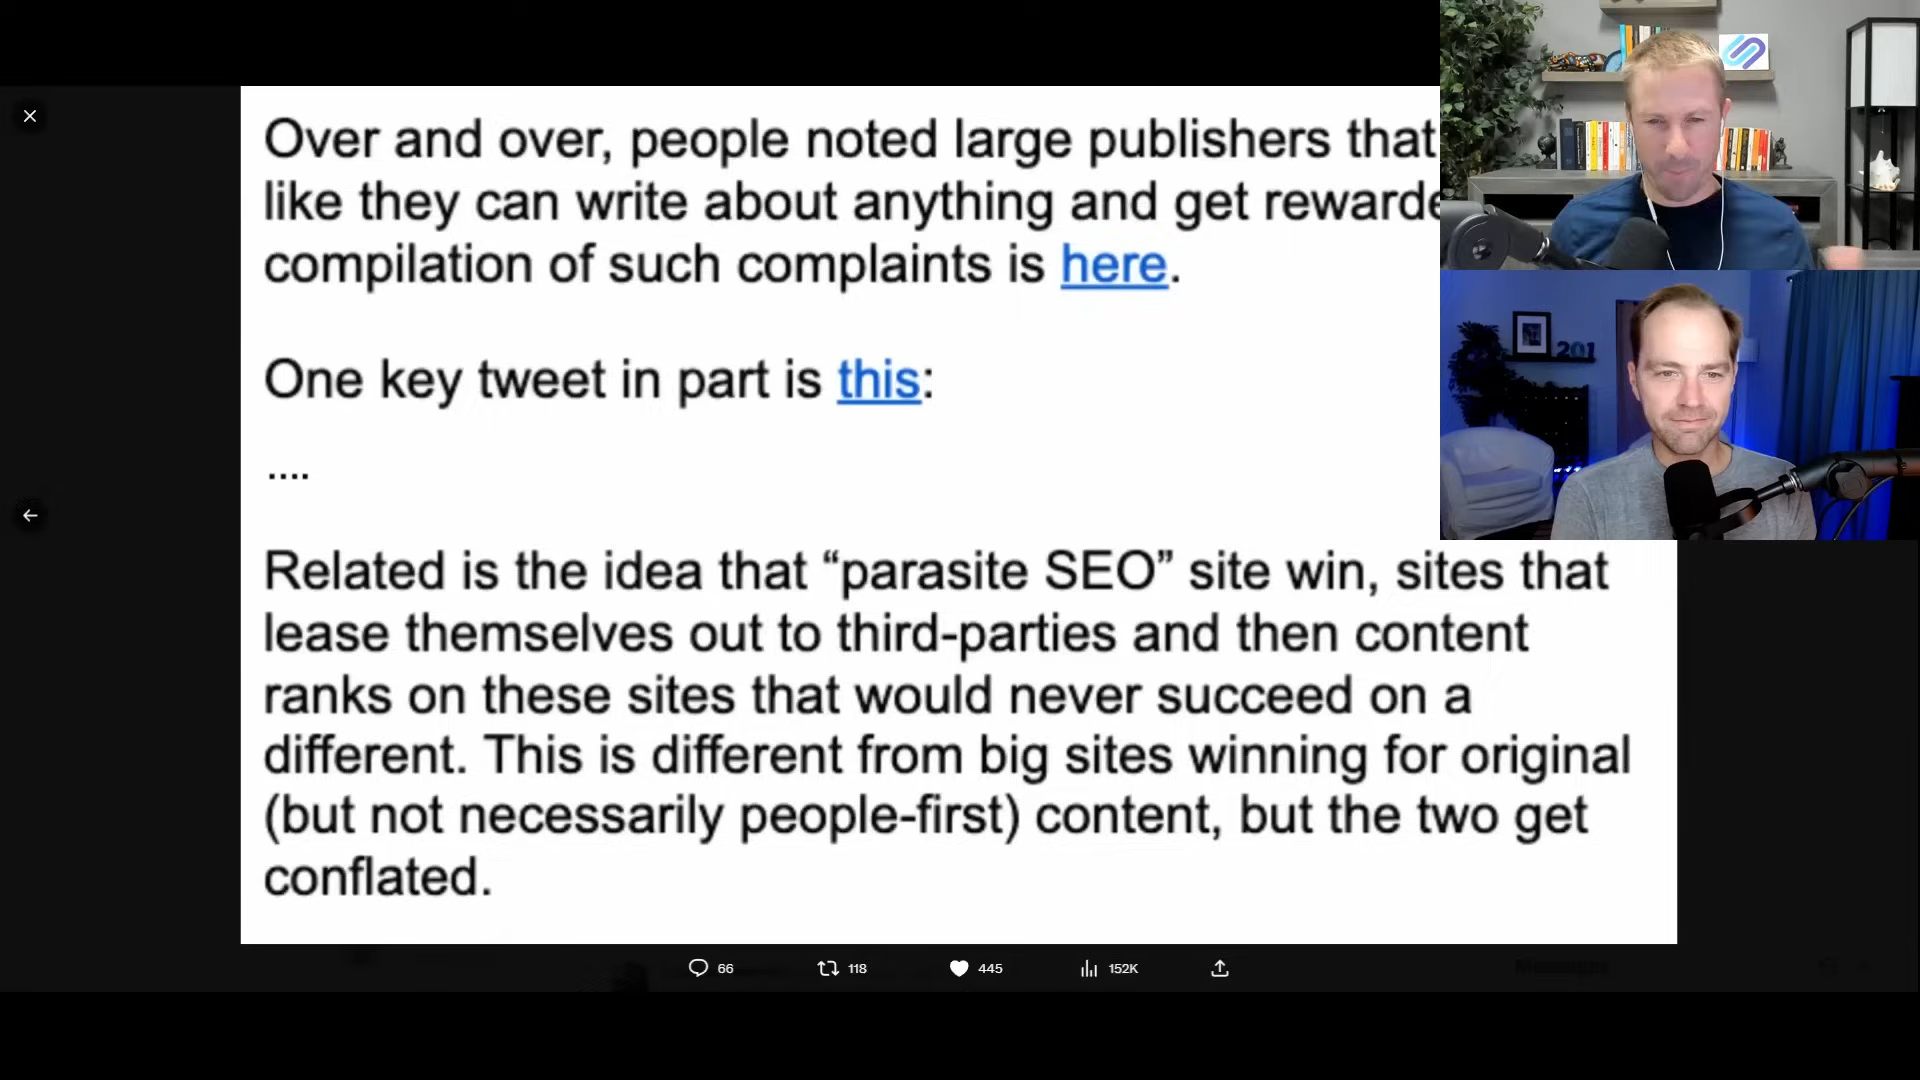 Over and over, people noted large publishers that
like they can write about anything and get
compilation of such complaints is here.
One key tweet in part is this:
....
Related is the idea that “parasite SEO” site win, sites that
lease themselves out to third-parties and then content
ranks on these sites that would never succeed on a
different. This is different from big sites winning for original
(but not necessarily people-first) content, but the two get
conflated.
66 118 445 152K
201